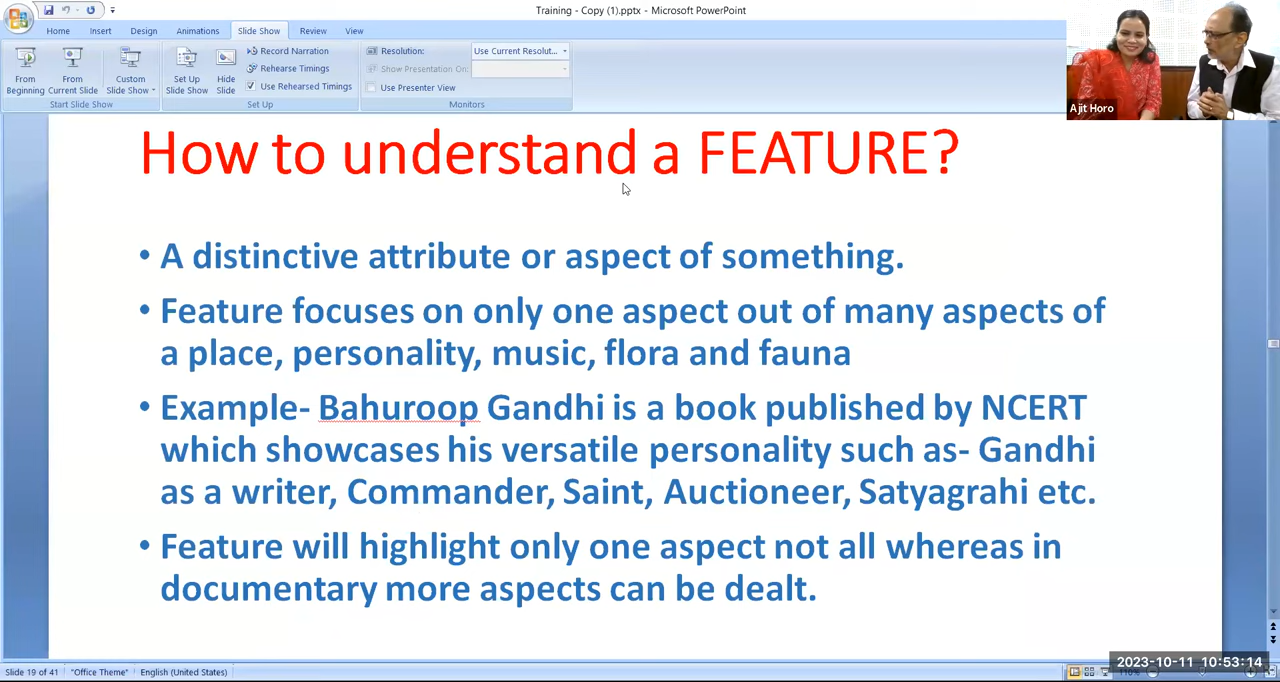 Training - Copy (1).pptx - Microsoft PowerPoint
Home Insert Design Animations Slide Show Review View
From Beginning
From Current Slide
Custom Slide Show
Start Slide Show
Set Up Slide Show
Hide Slide
Record Narration
Rehearse Timings
Use Rehearsed Timings
Set Up
Resolution: Use Current Resolut...
Show Presentation On:
Use Presenter View
Monitors
Ajit Horo
How to understand a FEATURE?
• A distinctive attribute or aspect of something.
• Feature focuses on only one aspect out of many aspects of
a place, personality, music, flora and fauna
• Example- Bahuroop Gandhi is a book published by NCERT
which showcases his versatile personality such as- Gandhi
as a writer, Commander, Saint, Auctioneer, Satyagrahi etc.
• Feature will highlight only one aspect not all whereas in
documentary more aspects can be dealt.
2023-10-11 10:53:14
Slide 19 of 41 "Office Theme" English (United States) 110%